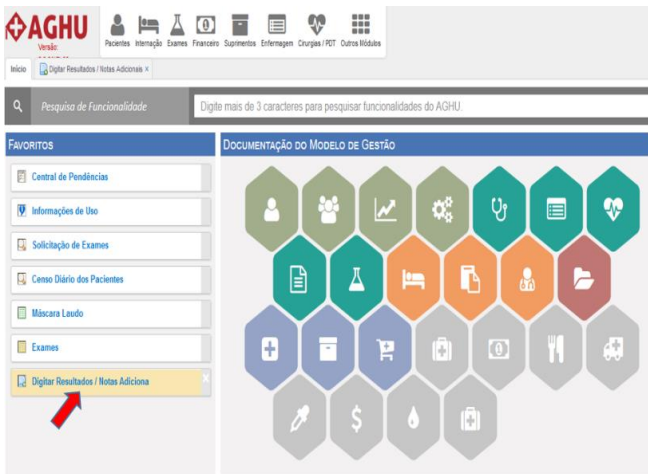 AGHU
Versão:
Pacientes Internação Exames Financeiro Suprimentos Enfermagem Cirurgias / PDT Outros Módulos
Início Digitar Resultados / Notas Adicionais ×
Pesquisa de Funcionalidade Digite mais de 3 caracteres para pesquisar funcionalidades do AGHU.
FAVORITOS
DOCUMENTAÇÃO DO MODELO DE GESTÃO
Central de Pendências
Informações de Uso
Solicitação de Exames
Censo Diário dos Pacientes
Máscara Laudo
Exames
Digitar Resultados / Notas Adiciona